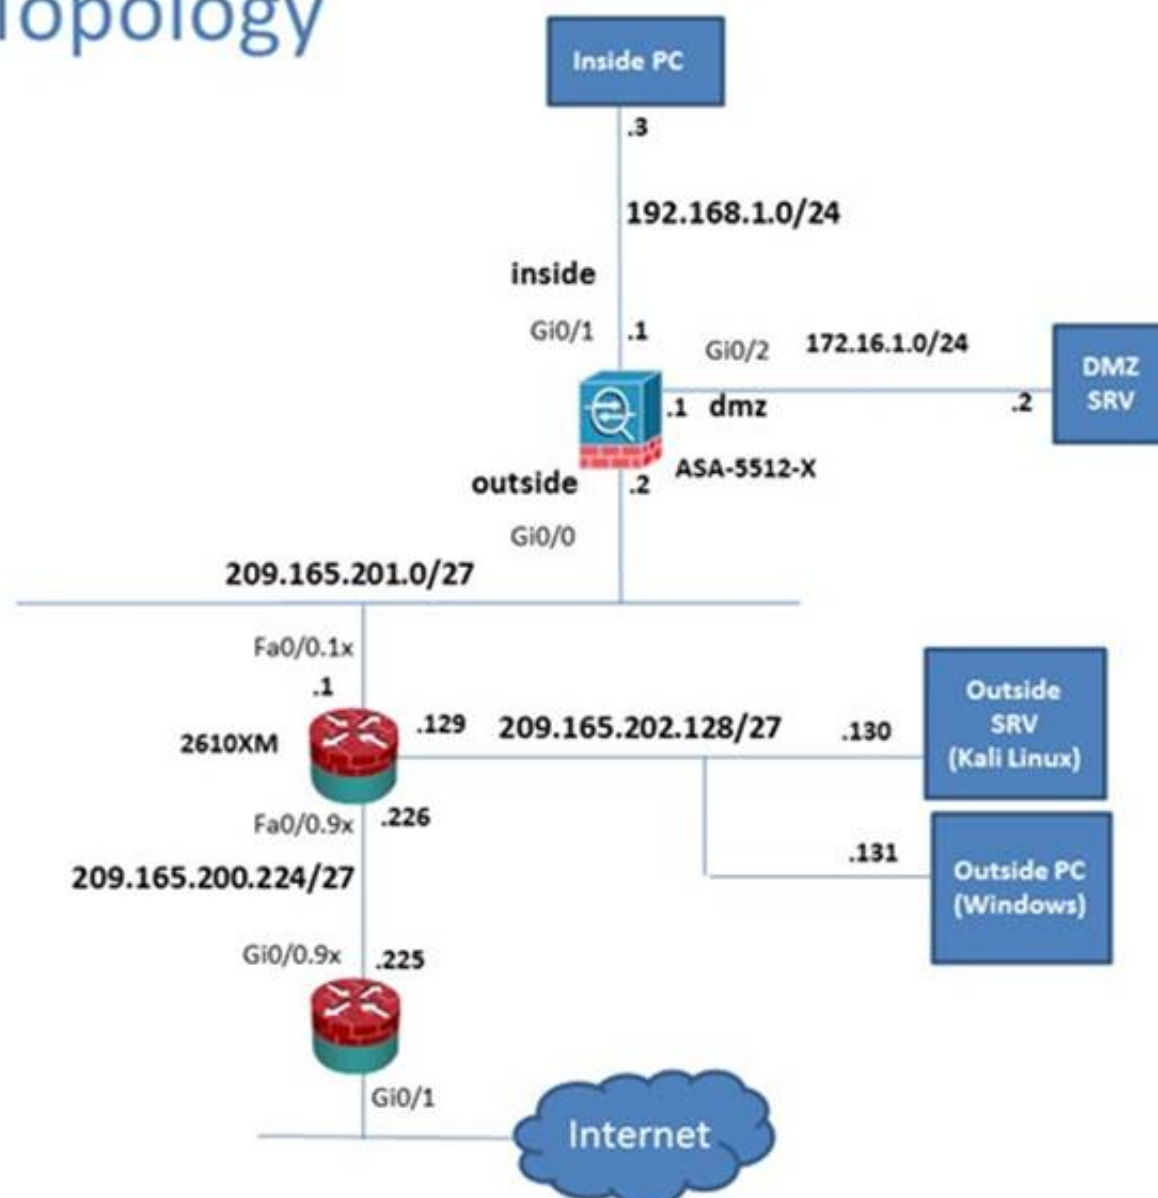 Topology
Inside PC
.3
192.168.1.0/24
inside
Gi0/1 .1
Gi0/2 172.16.1.0/24
DMZ
SRV
.1 dmz
.2
ASA-5512-X
outside .2
Gi0/0
209.165.201.0/27
Fa0/0.1x
.1
2610XM
.129 209.165.202.128/27 .130
Outside
SRV
(Kali Linux)
Fa0/0.9x .226
209.165.200.224/27
.131
Outside PC
(Windows)
Gi0/0.9x .225
Gi0/1
Internet